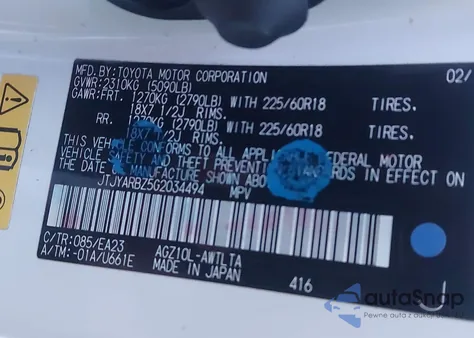 MFD.BY:TOYOTA MOTOR CORPORATION 02/
GVWR:2310KG (5090LB)
GAWR:FRT. 1270KG (2790LB) WITH 225/60R18 TIRES.
18X7 1/2J RIMS.
RR. 1270KG (2790LB) WITH 225/60R18 TIRES.
18X7 1/2J RIMS.
THIS VEHICLE CONFORMS TO ALL APPLICABLE FEDERAL MOTOR
VEHICLE SAFETY AND THEFT PREVENTION STANDARDS IN EFFECT ON
THE DATE OF MANUFACTURE SHOWN ABOVE.
JTJYARBZ5G2034494 MPV
C/TR:085/EA23 AGZ10L-AWTLTA
A/TM:-01A/U661E MADE IN JAPAN 416
J
autoSnap
Pewne auto z